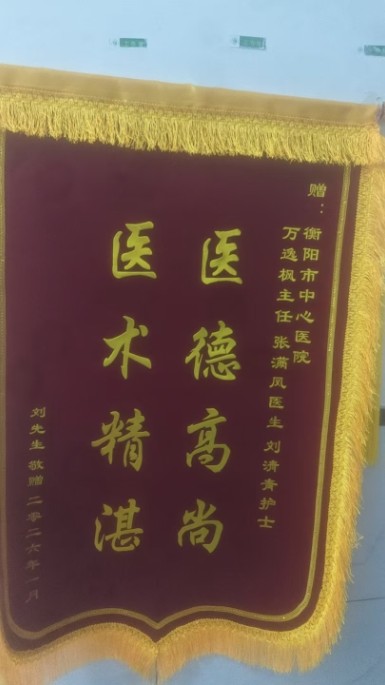 赠：
衡阳市中心医院
万逸枫主任 张满凤医生 刘清青护士
医德高尚
医术精湛
刘先生 敬赠 二零二六年一月